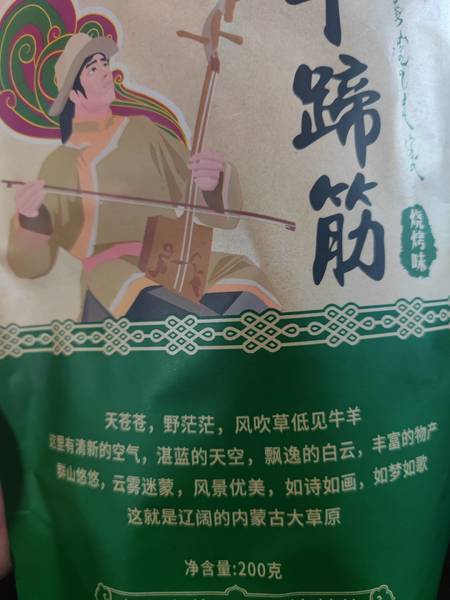 蹄筋
烧烤味
天苍苍，野茫茫，风吹草低见牛羊
这里有清新的空气，湛蓝的天空，飘逸的白云，丰富的物产
群山悠悠，云雾迷蒙，风景优美，如诗如画，如梦如歌
这就是辽阔的内蒙古大草原
净含量:200克